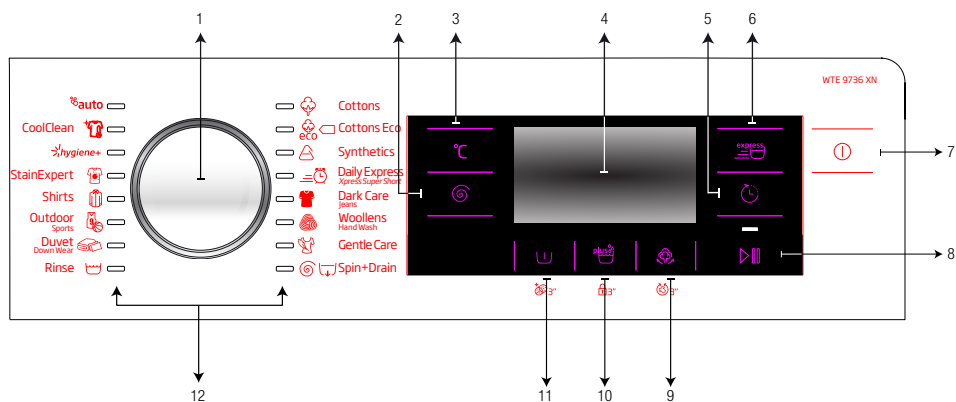 1
2
3
4
5
6
WTE 9736 XN
°auto
CoolClean
hygiene+
StainExpert
Shirts
Outdoor
Sports
Duvet
Down Wear
Rinse
Cottons
eco
Cottons Eco
Synthetics
Daily Express
Xpress Super Short
Dark Care
Jeans
Woollens
Hand Wash
Gentle Care
Spin+Drain
°C
express
plus
7
8
3"
3"
3"
12
11
10
9